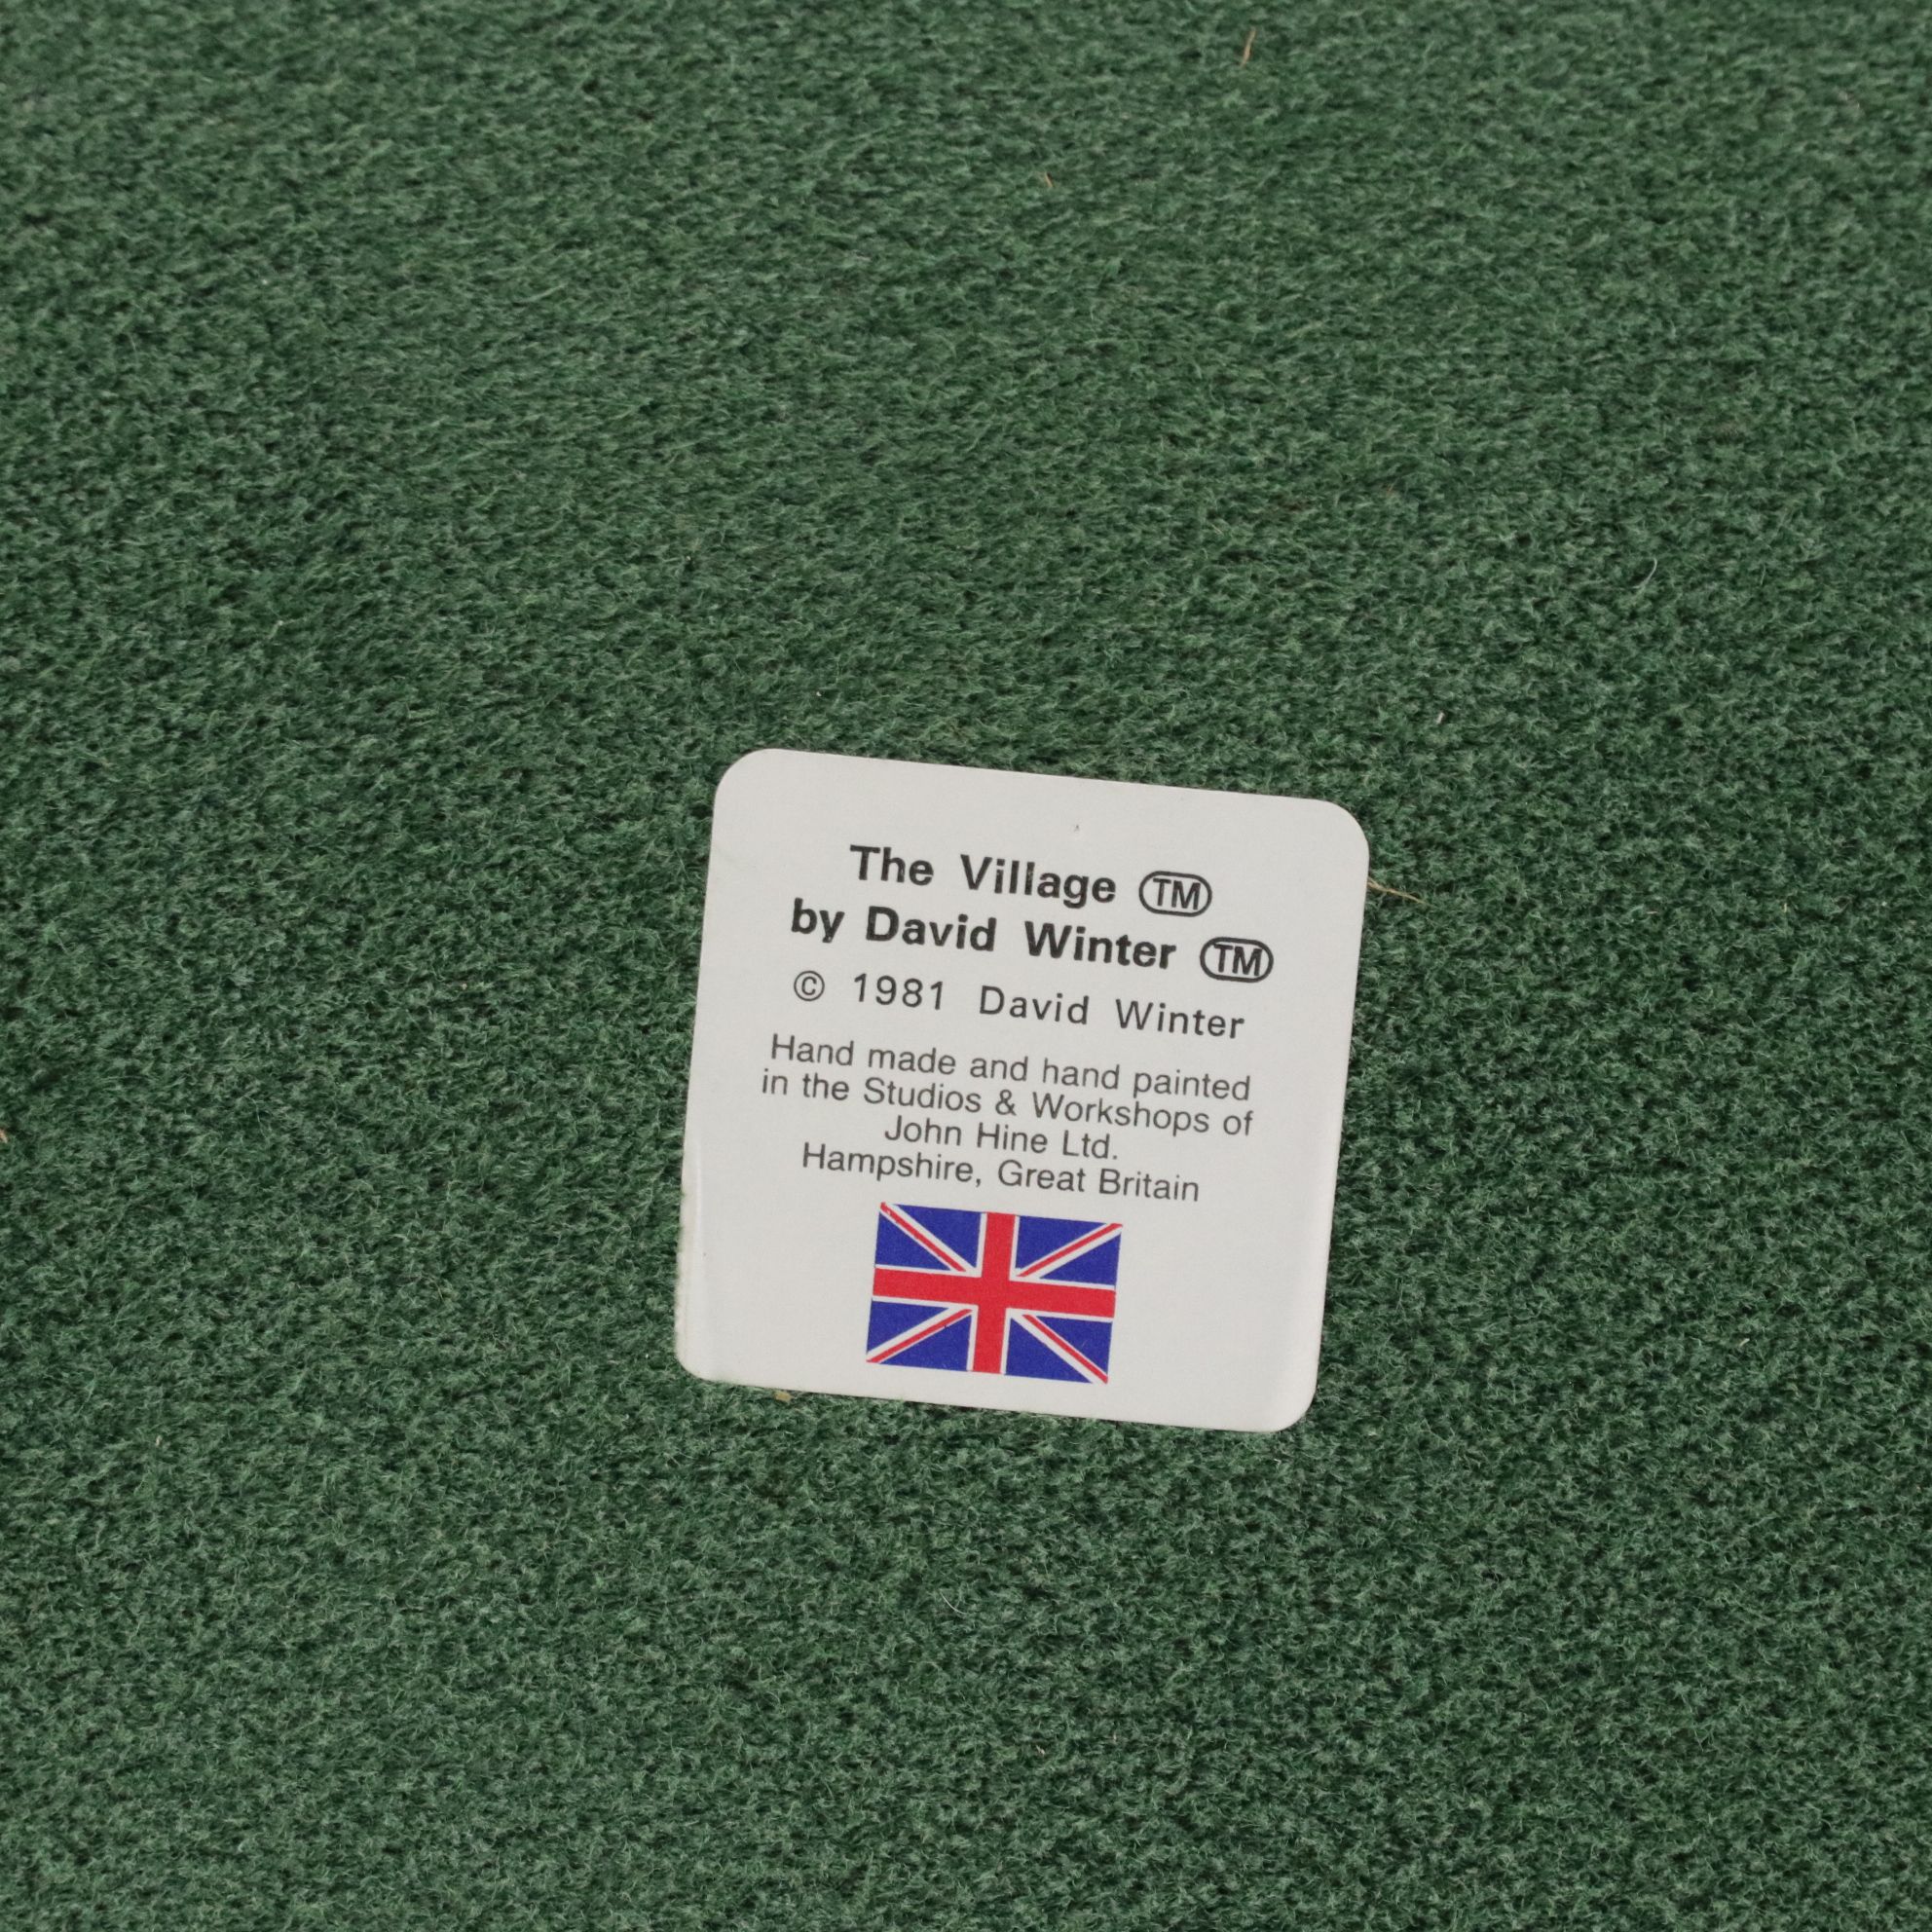 The Village TM
by David Winter TM
© 1981 David Winter
Hand made and hand painted
in the Studios & Workshops of
John Hine Ltd.
Hampshire, Great Britain